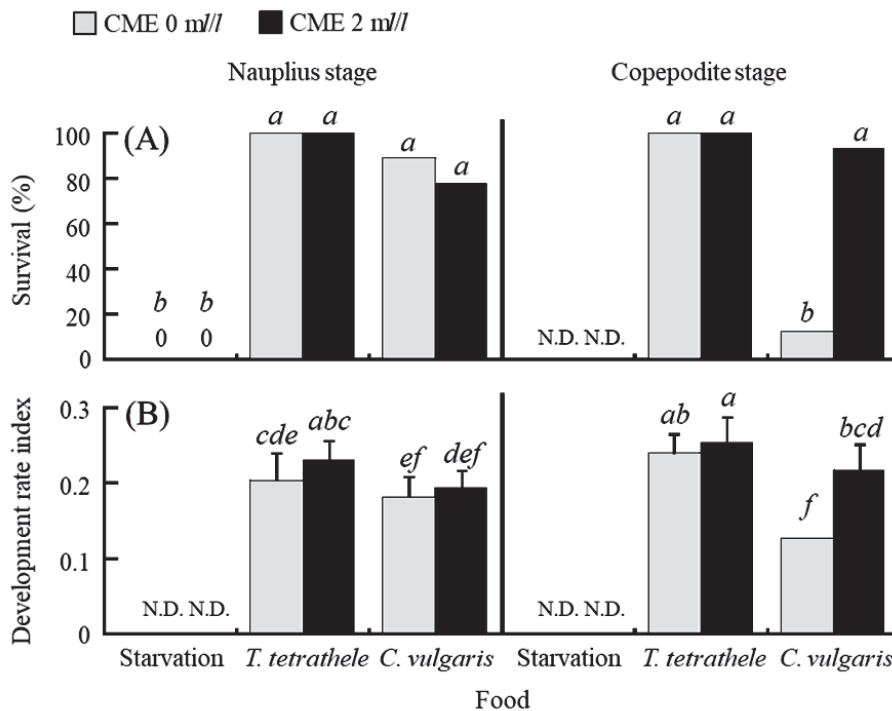 CME 0 ml/l CME 2 ml/l
Nauplius stage Copepodite stage
(A)
Survival (%)
100
80
60
40
20
0
b b
0 0
a a
a a
N.D. N.D.
a a
b a
(B)
Development rate index
0.3
0.2
0.1
0
N.D. N.D.
cde abc
ef def
N.D. N.D.
ab a
f bcd
Starvation T. tetrathele C. vulgaris Starvation T. tetrathele C. vulgaris
Food